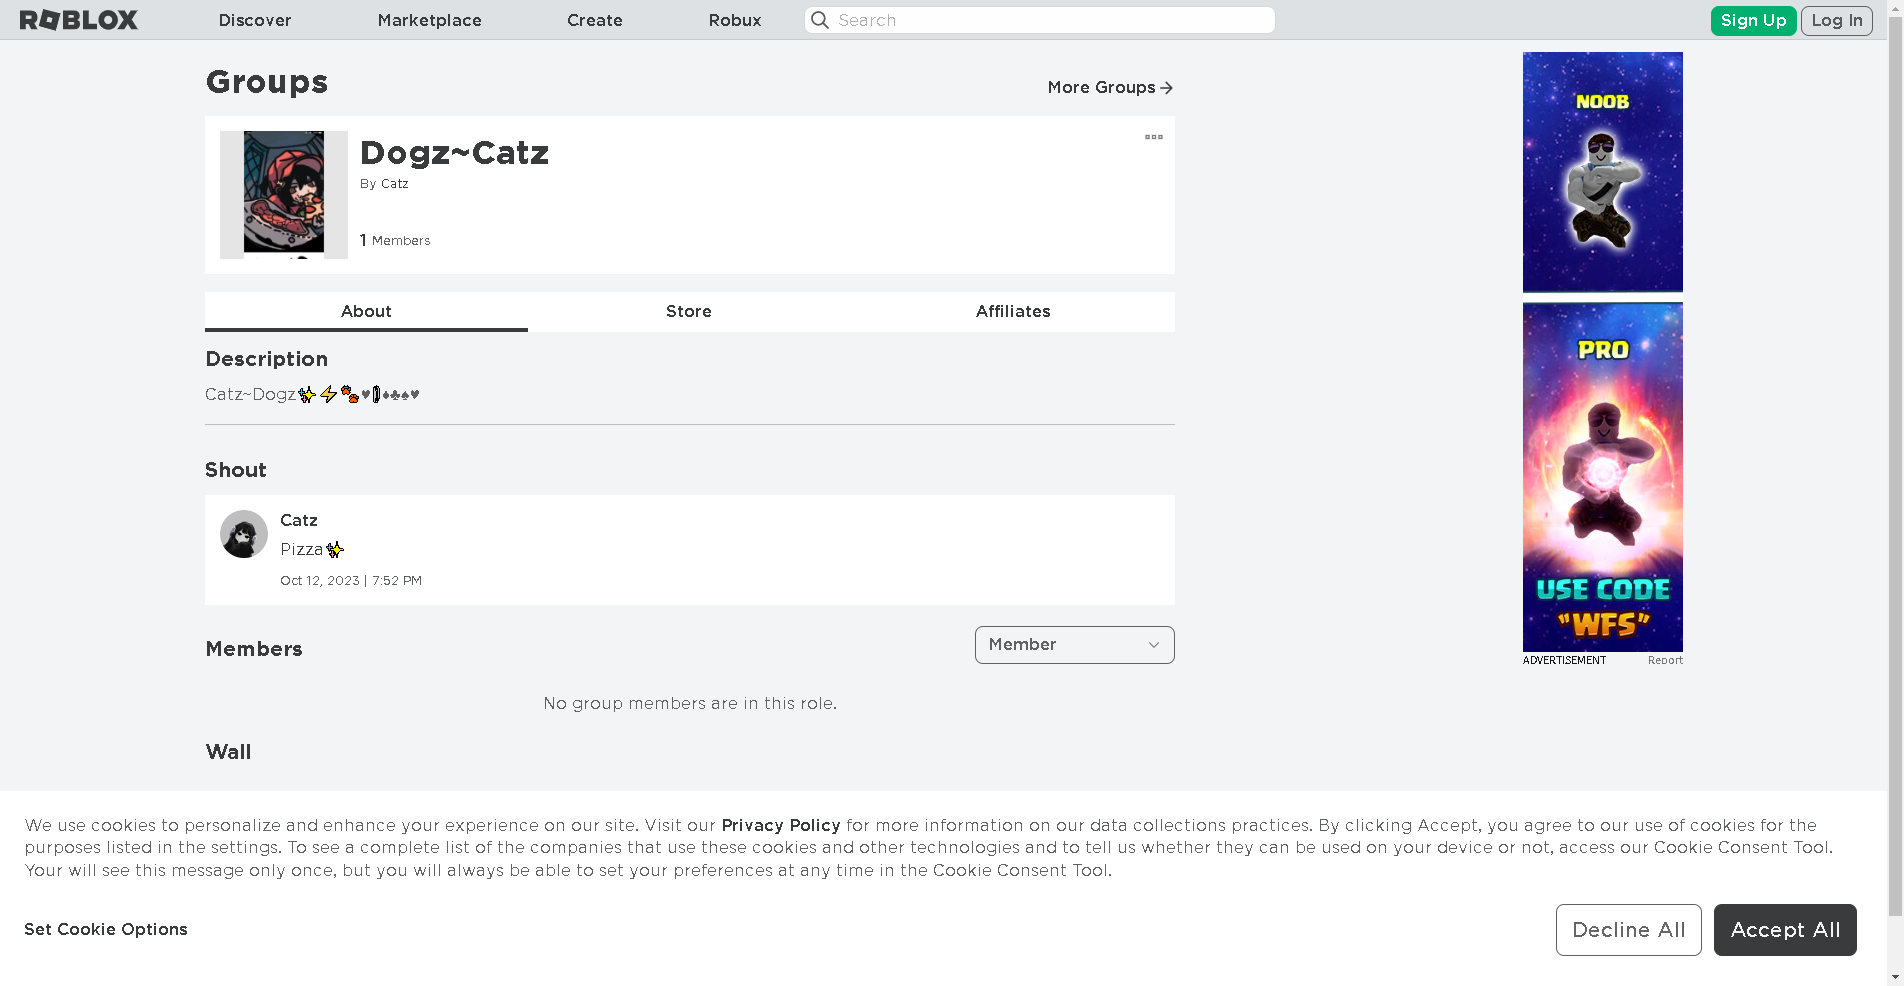 ROBLOX
Discover
Marketplace
Create
Robux
Search
Sign Up
Log In
Groups
More Groups
Dogz~Catz
By Catz
1 Members
About
Store
Affiliates
Description
Catz~Dogz✨⚡🐾♥️♦♣♠♥
Shout
Catz
Pizza✨
Oct 12, 2023 | 7:52 PM
Members
Member
No group members are in this role.
Wall
NOOB
PRO
USE CODE
"WFS"
ADVERTISEMENT
Report
We use cookies to personalize and enhance your experience on our site. Visit our Privacy Policy for more information on our data collections practices. By clicking Accept, you agree to our use of cookies for the
purposes listed in the settings. To see a complete list of the companies that use these cookies and other technologies and to tell us whether they can be used on your device or not, access our Cookie Consent Tool.
Your will see this message only once, but you will always be able to set your preferences at any time in the Cookie Consent Tool.
Set Cookie Options
Decline All
Accept All